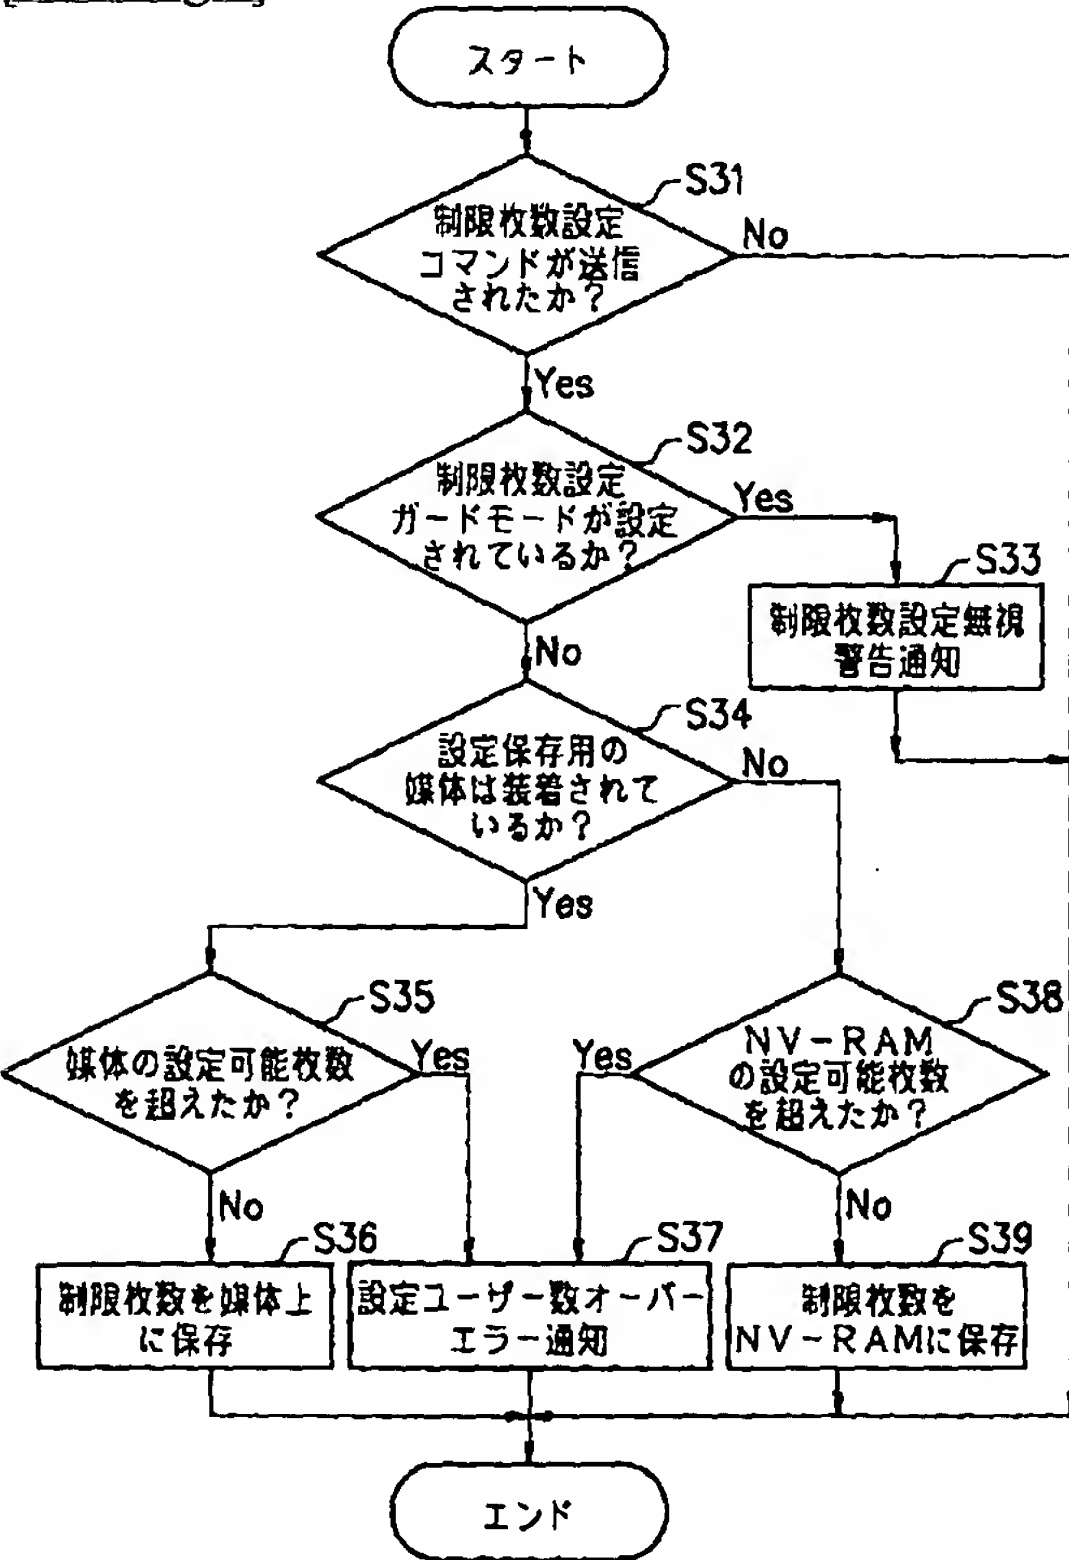 スタート
S31
制限枚数設定
コマンドが送信
されたか?
No
Yes
S32
制限枚数設定
ガードモードが設定
されているか?
Yes
S33
制限枚数設定無視
警告通知
No
S34
設定保存用の
媒体は装着されて
いるか?
No
Yes
S35
媒体の設定可能枚数
を超えたか?
Yes
S38
NV-RAM
の設定可能枚数
を超えたか?
Yes
No
No
S36
制限枚数を媒体上
に保存
S37
設定ユーザー数オーバー
エラー通知
S39
制限枚数を
NV-RAMに保存
エンド